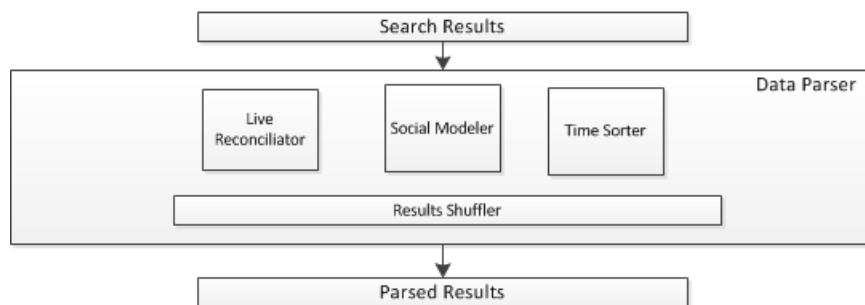 Search Results
Data Parser
Live
Reconciliator
Social Modeler
Time Sorter
Results Shuffler
Parsed Results